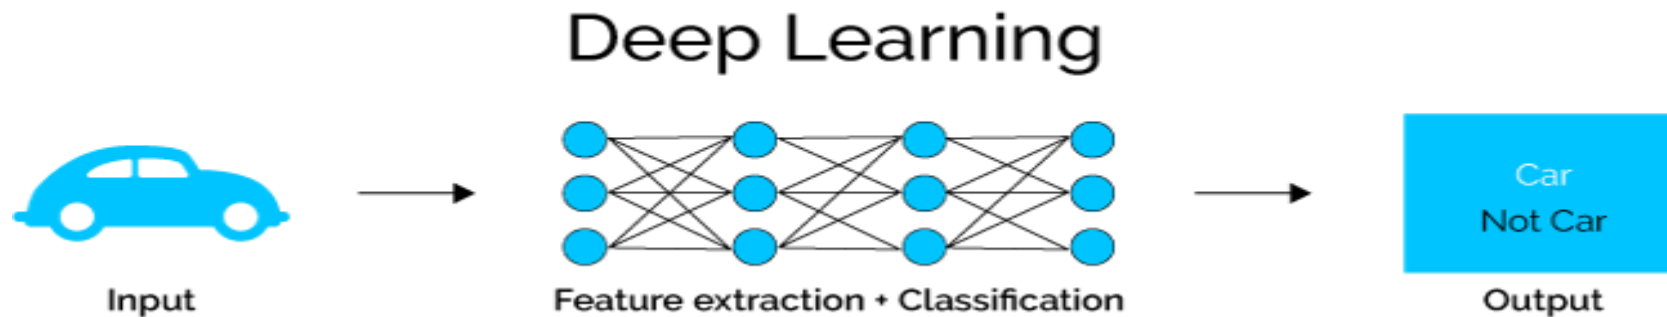 Deep Learning
Car
Not Car
Input
Feature extraction + Classification
Output